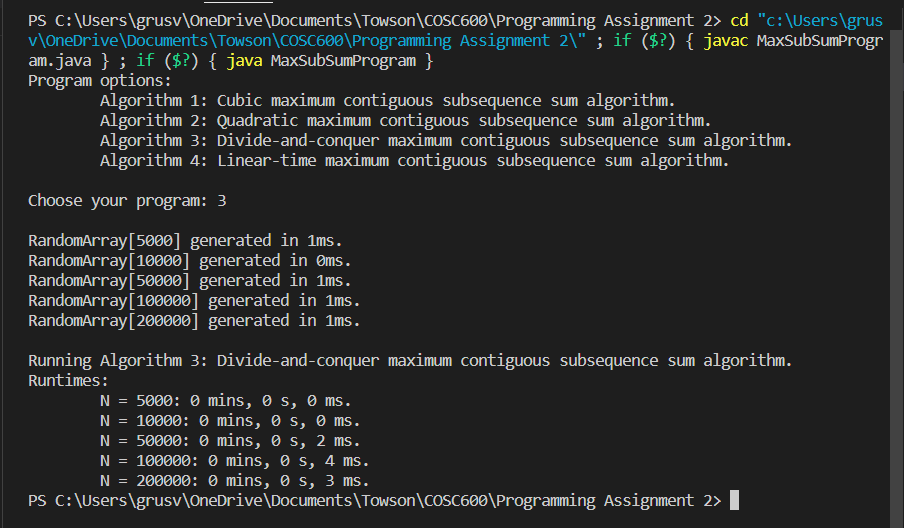 PS C:\Users\grusv\OneDrive\Documents\Towson\COSC600\Programming Assignment 2> cd "c:\Users\grus
v\OneDrive\Documents\Towson\COSC600\Programming Assignment 2\" ; if ($?) { javac MaxSubSumProgr
am.java } ; if ($?) { java MaxSubSumProgram }
Program options:
Algorithm 1: Cubic maximum contiguous subsequence sum algorithm.
Algorithm 2: Quadratic maximum contiguous subsequence sum algorithm.
Algorithm 3: Divide-and-conquer maximum contiguous subsequence sum algorithm.
Algorithm 4: Linear-time maximum contiguous subsequence sum algorithm.
Choose your program: 3
RandomArray[5000] generated in 1ms.
RandomArray[10000] generated in 0ms.
RandomArray[50000] generated in 1ms.
RandomArray[100000] generated in 1ms.
RandomArray[200000] generated in 1ms.
Running Algorithm 3: Divide-and-conquer maximum contiguous subsequence sum algorithm.
Runtimes:
N = 5000: 0 mins, 0 s, 0 ms.
N = 10000: 0 mins, 0 s, 0 ms.
N = 50000: 0 mins, 0 s, 2 ms.
N = 100000: 0 mins, 0 s, 4 ms.
N = 200000: 0 mins, 0 s, 3 ms.
PS C:\Users\grusv\OneDrive\Documents\Towson\COSC600\Programming Assignment 2>